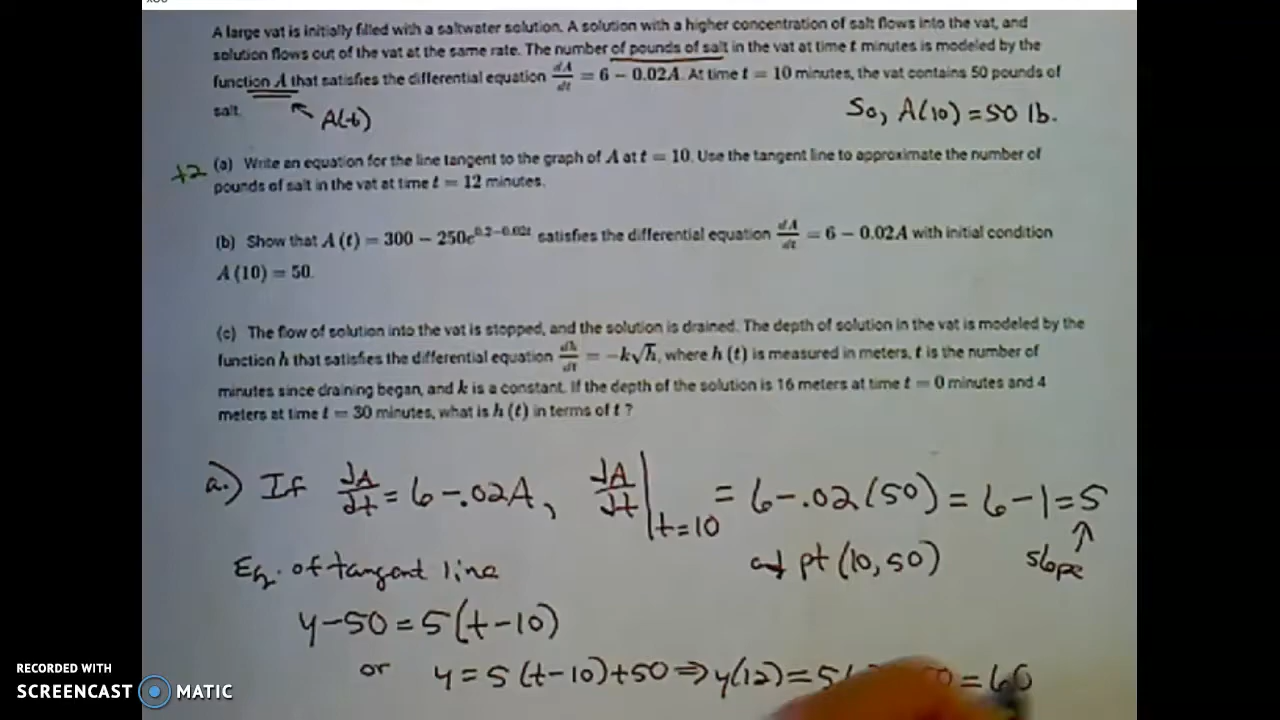 A large vat is initially filled with a saltwater solution. A solution with a higher concentration of salt flows into the vat, and
solution flows out of the vat at the same rate. The number of pounds of salt in the vat at time t minutes is modeled by the
function A that satisfies the differential equation dA/dt = 6 − 0.02A. At time t = 10 minutes, the vat contains 50 pounds of
salt.
A(t)
So, A(10) = 50 lb.
+2
(a) Write an equation for the line tangent to the graph of A at t = 10. Use the tangent line to approximate the number of
pounds of salt in the vat at time t = 12 minutes.
(b) Show that A (t) = 300 − 250e^0.2−0.02t satisfies the differential equation dA/dt = 6 − 0.02A with initial condition
A (10) = 50.
(c) The flow of solution into the vat is stopped, and the solution is drained. The depth of solution in the vat is modeled by the
function h that satisfies the differential equation dh/dt = −k√h, where h (t) is measured in meters, t is the number of
minutes since draining began, and k is a constant. If the depth of the solution is 16 meters at time t = 0 minutes and 4
meters at time t = 30 minutes, what is h (t) in terms of t ?
a.) If dA/dt = 6 - .02A, dA/dt | t=10 = 6 - .02(50) = 6 - 1 = 5
at pt (10, 50)
slope
Eq. of tangent line
y - 50 = 5(t - 10)
or y = 5(t - 10) + 50 ⇒ y(12) = 5( = 60
RECORDED WITH
SCREENCAST MATIC